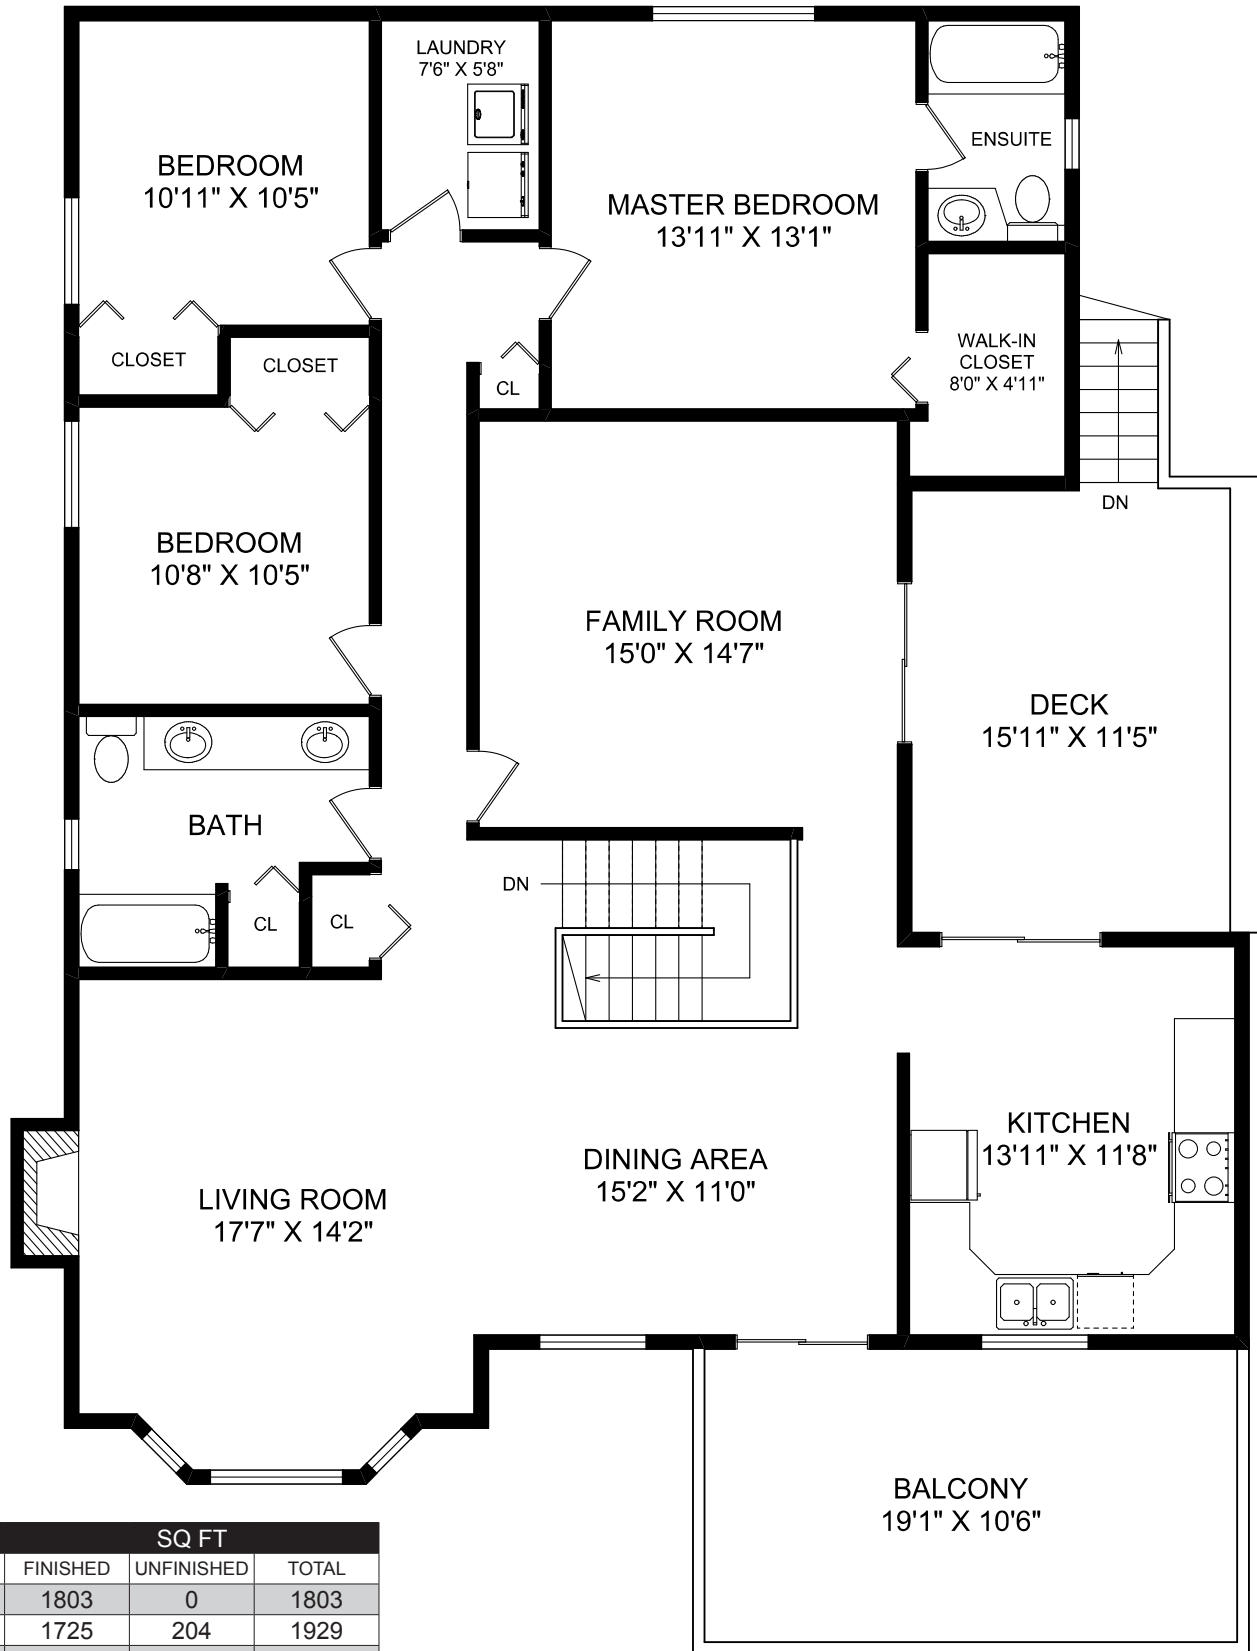 LAUNDRY
7'6" X 5'8"
BEDROOM
10'11" X 10'5"
MASTER BEDROOM
13'11" X 13'1"
ENSUITE
CLOSET
CLOSET
CL
WALK-IN
CLOSET
8'0" X 4'11"
DN
BEDROOM
10'8" X 10'5"
FAMILY ROOM
15'0" X 14'7"
DECK
15'11" X 11'5"
BATH
CL
CL
DN
KITCHEN
13'11" X 11'8"
DINING AREA
15'2" X 11'0"
LIVING ROOM
17'7" X 14'2"
BALCONY
19'1" X 10'6"
SQ FT
FINISHED UNFINISHED TOTAL
1803 0 1803
1725 204 1929